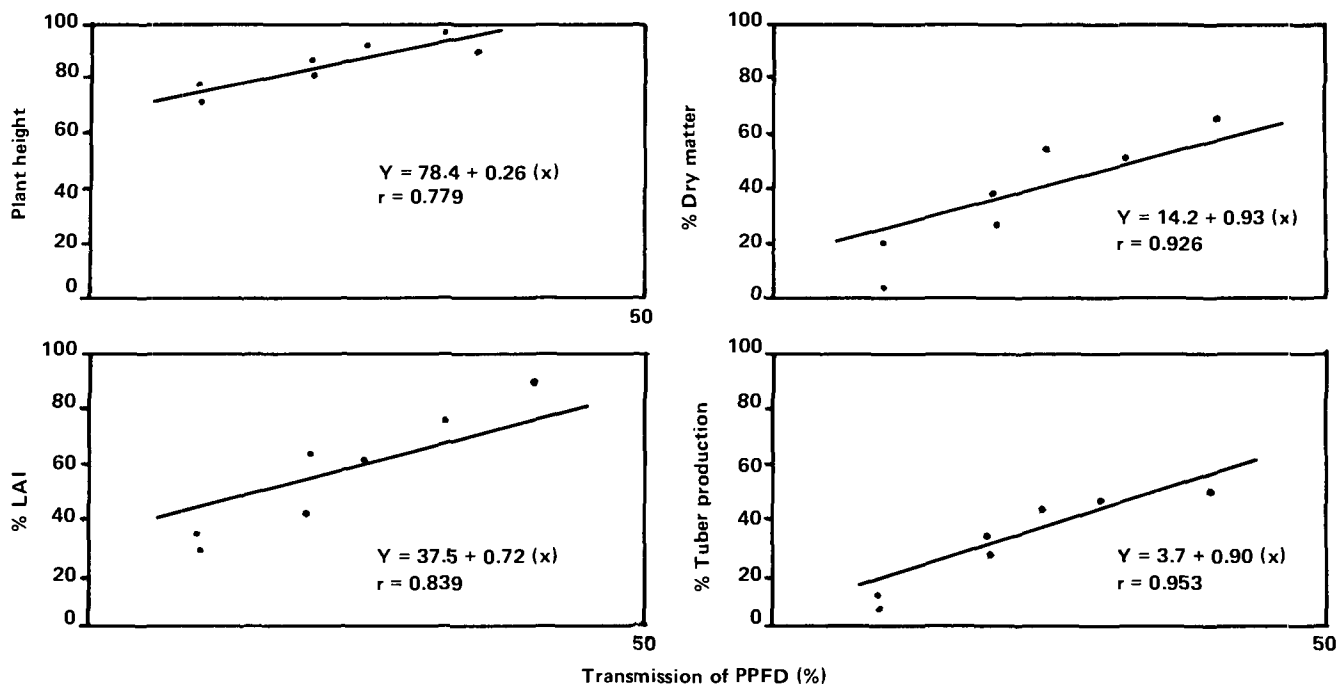 Plant height
100
80
60
40
20
0
Y = 78.4 + 0.26 (x)
r = 0.779
50
% Dry matter
100
80
60
40
20
0
Y = 14.2 + 0.93 (x)
r = 0.926
50
% LAI
100
80
60
40
20
0
Y = 37.5 + 0.72 (x)
r = 0.839
50
% Tuber production
100
80
60
40
20
0
Y = 3.7 + 0.90 (x)
r = 0.953
50
Transmission of PPFD (%)